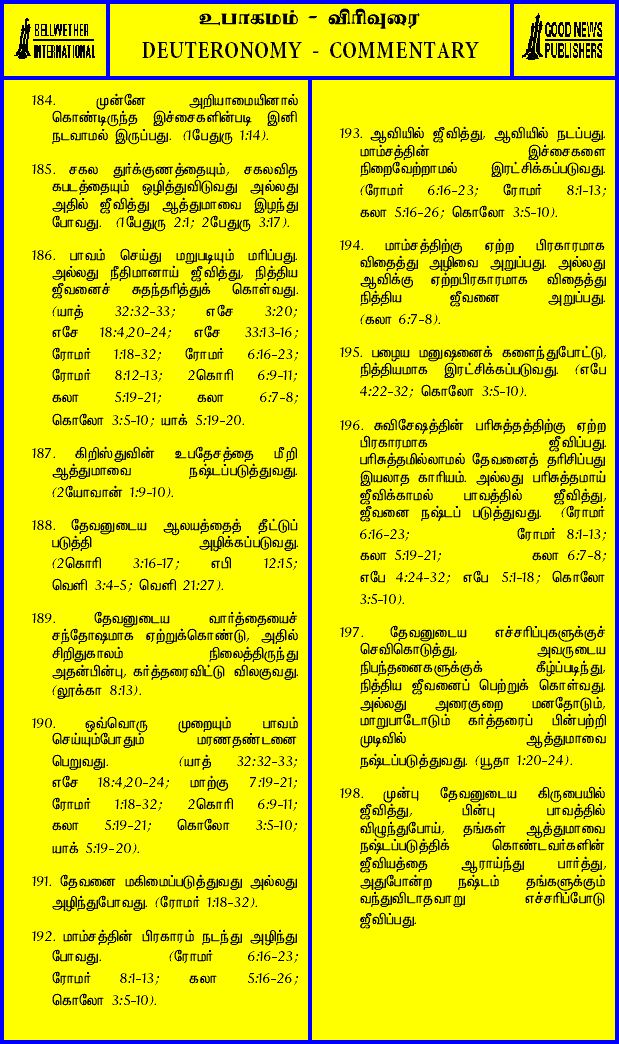 BELLWETHER
INTERNATIONAL
உபாகமம் - விரிவுரை
DEUTERONOMY - COMMENTARY
GOOD NEWS
PUBLISHERS
184. முன்னே அறியாமையினால்
கொண்டிருந்த இச்சைகளின்படி இனி
நடவாமல் இருப்பது. (1பேதுரு 1:14).
185. சகல துர்க்குணத்தையும், சகலவித
கபடத்தையும் ஒழித்துவிடுவது அல்லது
அதில் ஜீவித்து ஆத்துமாவை இழந்து
போவது. (1பேதுரு 2:1; 2பேதுரு 3:17).
186. பாவம் செய்து மறுபடியும் மரிப்பது.
அல்லது நீதிமானாய் ஜீவித்து, நித்திய
ஜீவனைச் சுதந்தரித்துக் கொள்வது.
(யாத் 32:32-33; எசே 3:20;
எசே 18:4,20-24; எசே 33:13-16;
ரோமர் 1:18-32; ரோமர் 6:16-23;
ரோமர் 8:12-13; 2கொரி 6:9-11;
கலா 5:19-21; கலா 6:7-8;
கொலோ 3:5-10; யாக் 5:19-20.
187. கிறிஸ்துவின் உபதேசத்தை மீறி
ஆத்துமாவை நஷ்டப்படுத்துவது.
(2யோவான் 1:9-10).
188. தேவனுடைய ஆலயத்தைத் தீட்டுப்
படுத்தி அழிக்கப்படுவது.
(2கொரி 3:16-17; எபி 12:15;
வெளி 3:4-5; வெளி 21:27).
189. தேவனுடைய வார்த்தையைச்
சந்தோஷமாக ஏற்றுக்கொண்டு, அதில்
சிறிதுகாலம் நிலைத்திருந்து
அதன்பின்பு, கர்த்தரைவிட்டு விலகுவது.
(லூக்கா 8:13).
190. ஒவ்வொரு முறையும் பாவம்
செய்யும்போதும் மரணதண்டனை
பெறுவது. (யாத் 32:32-33;
எசே 18:4,20-24; மாற்கு 7:19-21;
ரோமர் 1:18-32; 2கொரி 6:9-11;
கலா 5:19-21; கொலோ 3:5-10;
யாக் 5:19-20).
191. தேவனை மகிமைப்படுத்துவது அல்லது
அழிந்துபோவது. (ரோமர் 1:18-32).
192. மாம்சத்தின் பிரகாரம் நடந்து அழிந்து
போவது. (ரோமர் 6:16-23;
ரோமர் 8:1-13; கலா 5:16-26;
கொலோ 3:5-10).
193. ஆவியில் ஜீவித்து, ஆவியில் நடப்பது.
மாம்சத்தின் இச்சைகளை
நிறைவேற்றாமல் இரட்சிக்கப்படுவது.
(ரோமர் 6:16-23; ரோமர் 8:1-13;
கலா 5:16-26; கொலோ 3:5-10).
194. மாம்சத்திற்கு ஏற்ற பிரகாரமாக
விதைத்து அழிவை அறுப்பது. அல்லது
ஆவிக்கு ஏற்றபிரகாரமாக விதைத்து
நித்திய ஜீவனை அறுப்பது.
(கலா 6:7-8).
195. பழைய மனுஷனைக் களைந்துபோட்டு,
நித்தியமாக இரட்சிக்கப்படுவது. (எபே
4:22-32; கொலோ 3:5-10).
196. சுவிசேஷத்தின் பரிசுத்தத்திற்கு ஏற்ற
பிரகாரமாக ஜீவிப்பது.
பரிசுத்தமில்லாமல் தேவனைத் தரிசிப்பது
இயலாத காரியம். அல்லது பரிசுத்தமாய்
ஜீவிக்காமல் பாவத்தில் ஜீவித்து,
ஜீவனை நஷ்டப் படுத்துவது. (ரோமர்
6:16-23; ரோமர் 8:1-13;
கலா 5:19-21; கலா 6:7-8;
எபே 4:24-32; எபே 5:1-18; கொலோ
3:5-10).
197. தேவனுடைய எச்சரிப்புகளுக்குச்
செவிகொடுத்து, அவருடைய
நிபந்தனைகளுக்குக் கீழ்ப்படிந்து,
நித்திய ஜீவனைப் பெற்றுக் கொள்வது.
அல்லது அரைகுறை மனதோடும்,
மாறுபாடோடும் கர்த்தரைப் பின்பற்றி
முடிவில் ஆத்துமாவை
நஷ்டப்படுத்துவது. (யூதா 1:20-24).
198. முன்பு தேவனுடைய கிருபையில்
ஜீவித்து, பின்பு பாவத்தில்
விழுந்துபோய், தங்கள் ஆத்துமாவை
நஷ்டப்படுத்திக் கொண்டவர்களின்
ஜீவியத்தை ஆராய்ந்து பார்த்து,
அதுபோன்ற நஷ்டம் தங்களுக்கும்
வந்துவிடாதவாறு எச்சரிப்போடு
ஜீவிப்பது.